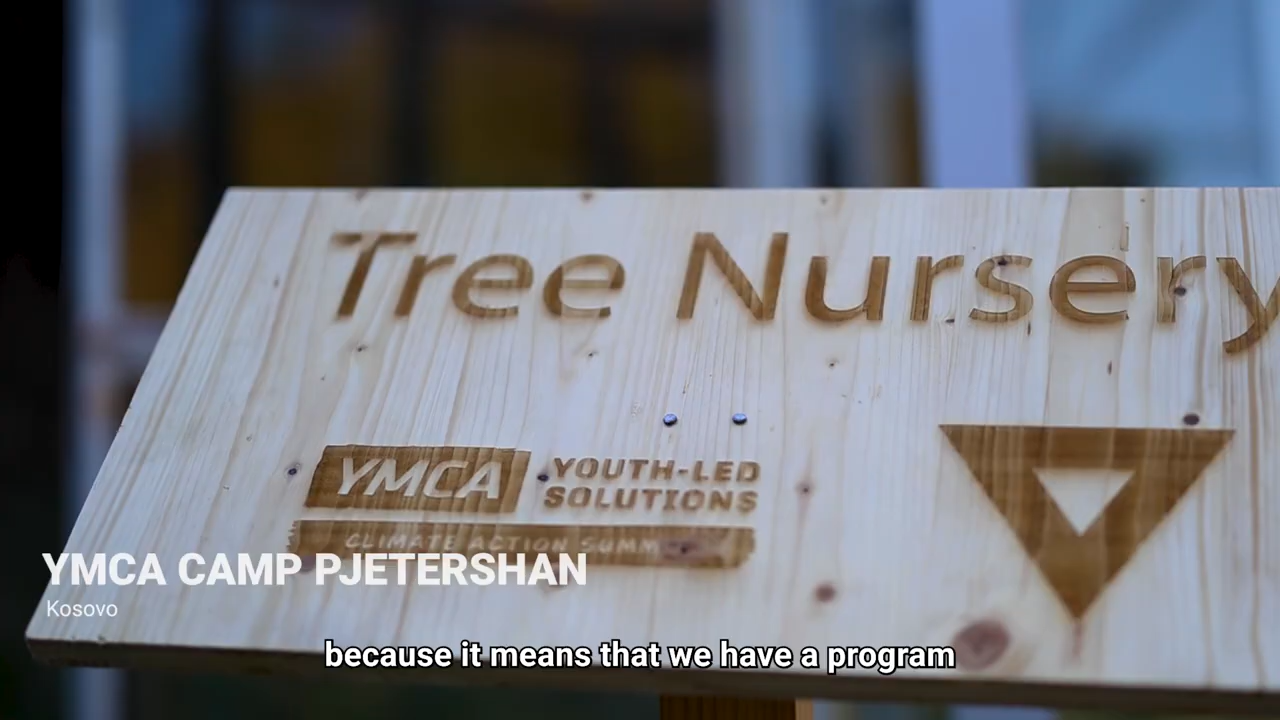 Tree Nursery
YMCA YOUTH-LED
SOLUTIONS
CLIMATE ACTION
YMCA CAMP PJETERSHAN
Kosovo
because it means that we have a program